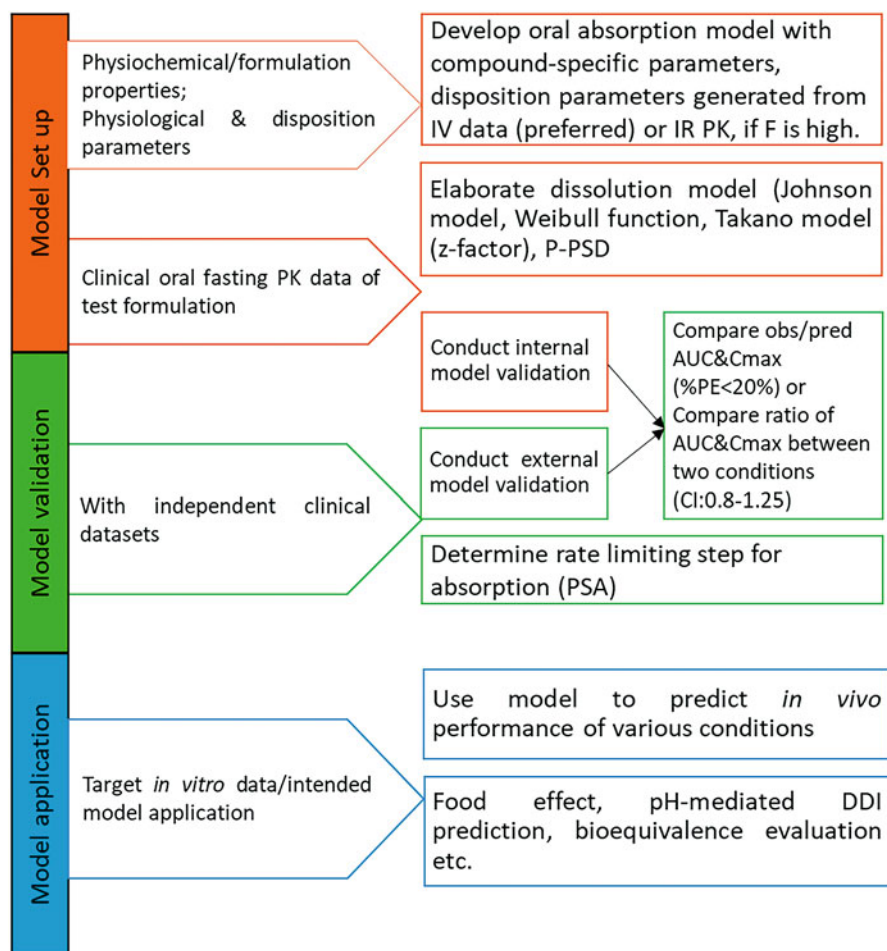 Model Set up
Physiochemical/formulation
properties;
Physiological & disposition
parameters
Develop oral absorption model with
compound-specific parameters,
disposition parameters generated from
IV data (preferred) or IR PK, if F is high.
Elaborate dissolution model (Johnson
model, Weibull function, Takano model
(z-factor), P-PSD
Clinical oral fasting PK data of
test formulation
Conduct internal
model validation
Compare obs/pred
AUC&Cmax
(%PE<20%) or
Compare ratio of
AUC&Cmax between
two conditions
(CI:0.8-1.25)
Model validation
With independent clinical
datasets
Conduct external
model validation
Determine rate limiting step for
absorption (PSA)
Model application
Target in vitro data/intended
model application
Use model to predict in vivo
performance of various conditions
Food effect, pH-mediated DDI
prediction, bioequivalence evaluation
etc.